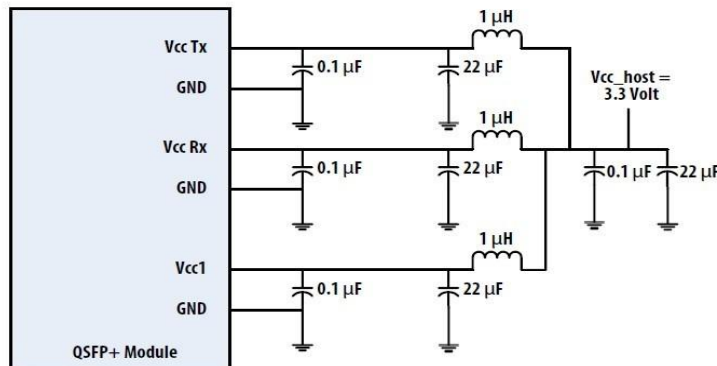 1 µH
Vcc Tx
0.1 µF
22 µF
GND
Vcc_host =
3.3 Volt
1 µH
Vcc Rx
0.1 µF
22 µF
0.1 µF
22 µF
GND
1 µH
Vcc1
0.1 µF
22 µF
GND
QSFP+ Module